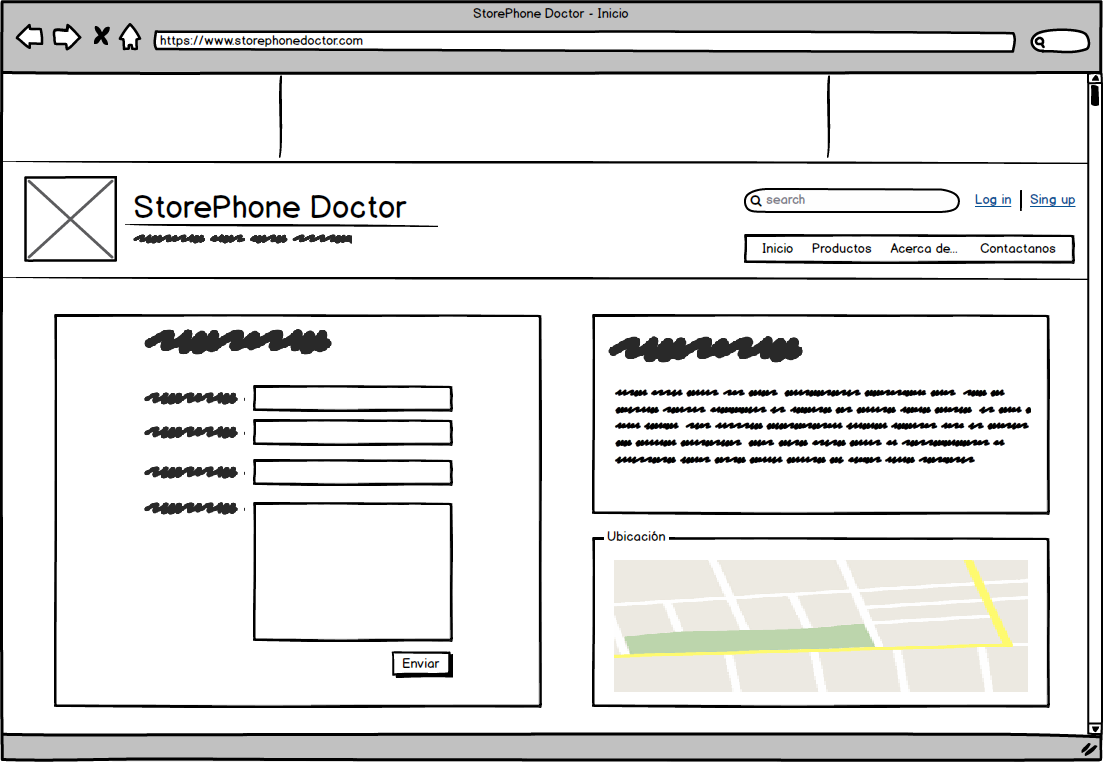 StorePhone Doctor - Inicio
https://www.storephonedoctor.com
StorePhone Doctor
search
Log in
Sing up
Inicio Productos Acerca de... Contactanos
Enviar
Ubicación